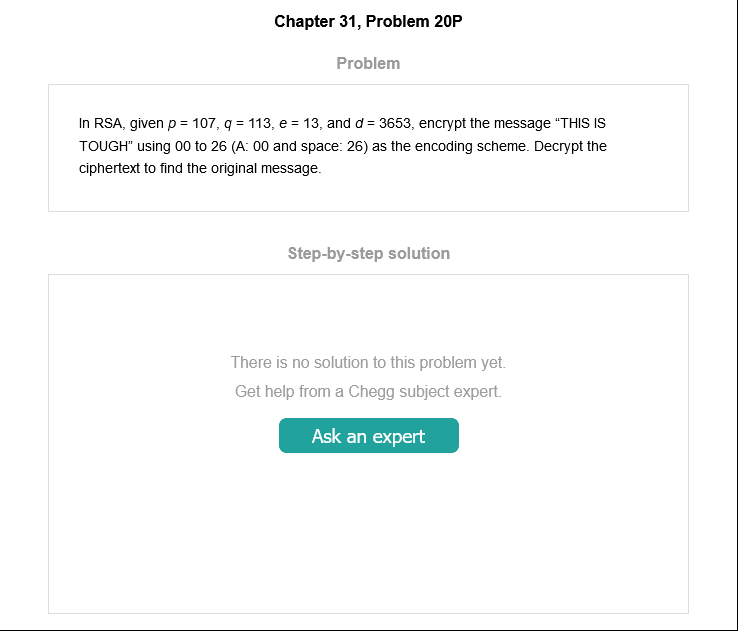 Chapter 31, Problem 20P
Problem
In RSA, given p = 107, q = 113, e = 13, and d = 3653, encrypt the message “THIS IS
TOUGH” using 00 to 26 (A: 00 and space: 26) as the encoding scheme. Decrypt the
ciphertext to find the original message.
Step-by-step solution
There is no solution to this problem yet.
Get help from a Chegg subject expert.
Ask an expert